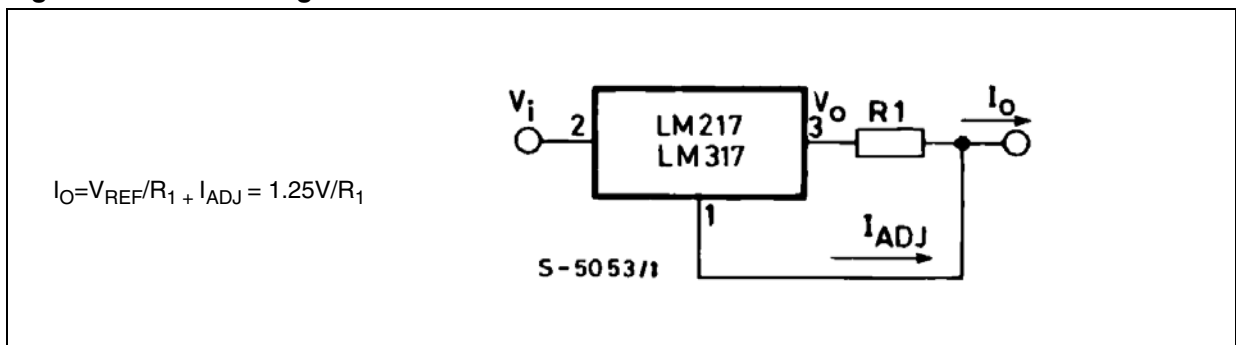 Vi
2
LM217
LM317
Vo
3
R1
Io
IO=VREF/R1 + IADJ = 1.25V/R1
1
IADJ
S-5053/1